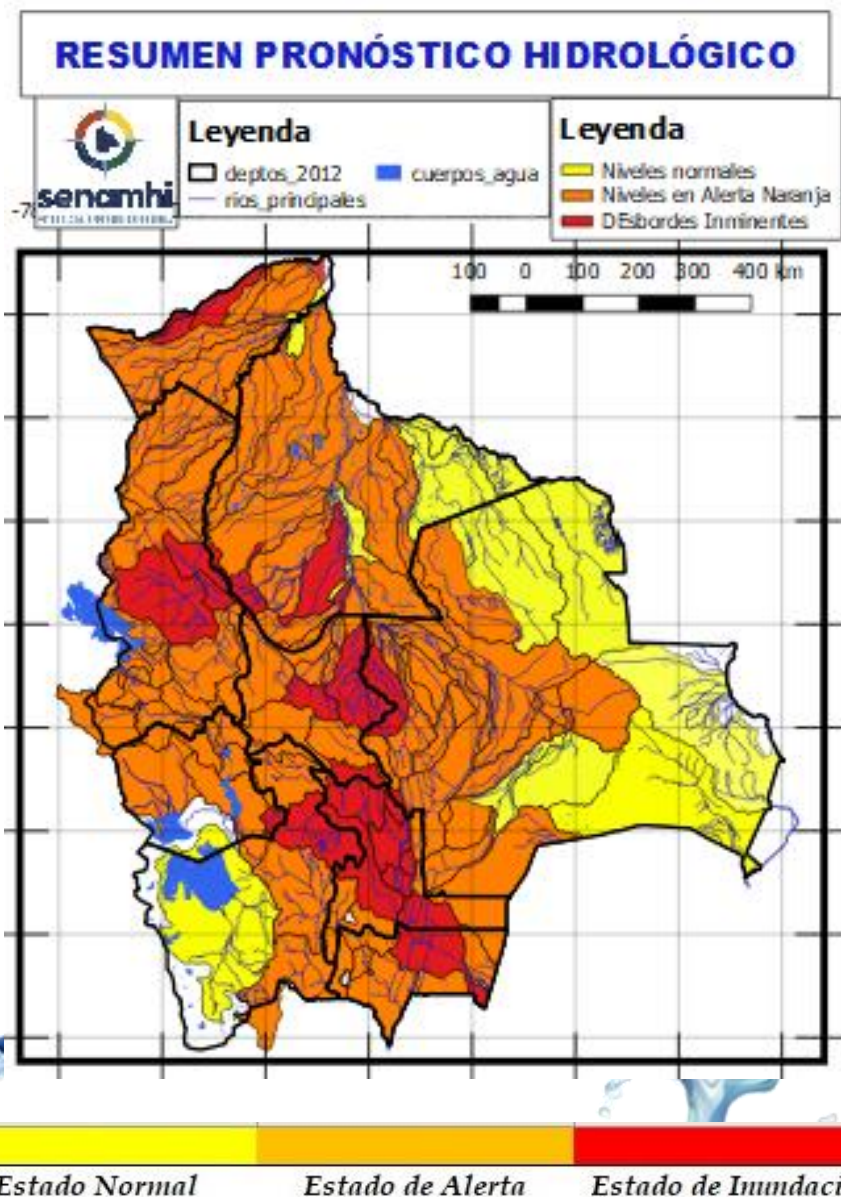 RESUMEN PRONÓSTICO HIDROLÓGICO
senamhi
Leyenda
deptos_2012
cuerpos_agua
rios_principales
Leyenda
Niveles normales
Niveles en Alerta Naranja
DEsbordes Inminentes
100 0 100 200 300 400 km
Estado Normal
Estado de Alerta
Estado de Inundaci